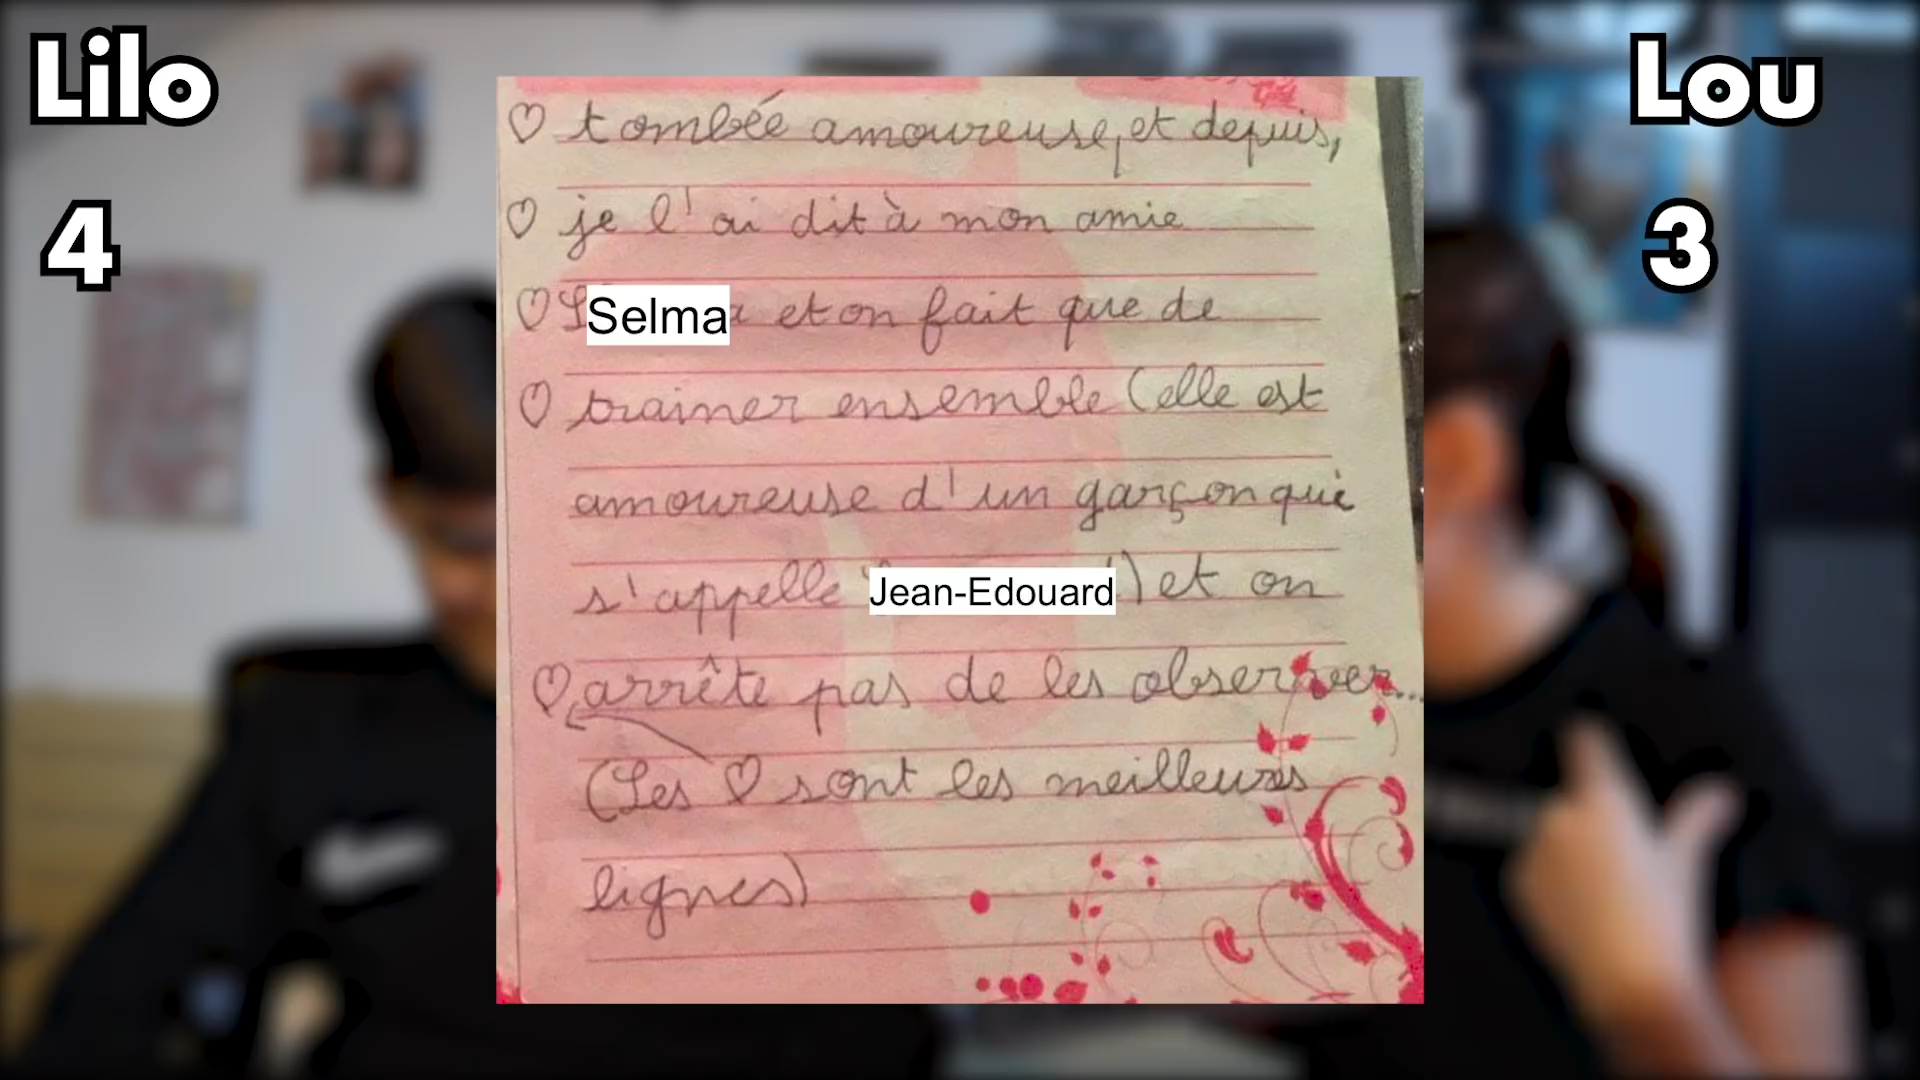 Lilo
4
Lou
3
♡ tombée amoureuse, et depuis,
♡ je l'ai dit à mon amie
♡ Selma et on fait que de
♡ trainer ensemble (elle est
amoureuse d'un garçon qui
s'appelle Jean-Edouard) et on
♡ arrête pas de les observer...
(Les ♡ sont les meilleures
lignes)